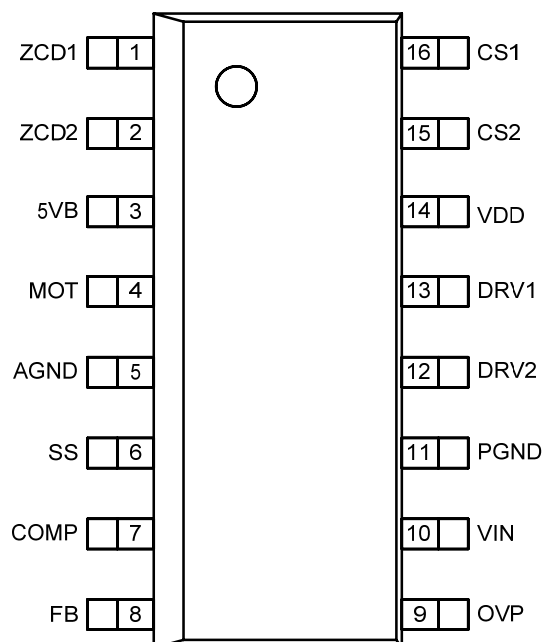 ZCD1 1 16 CS1
ZCD2 2 15 CS2
5VB 3 14 VDD
MOT 4 13 DRV1
AGND 5 12 DRV2
SS 6 11 PGND
COMP 7 10 VIN
FB 8 9 OVP